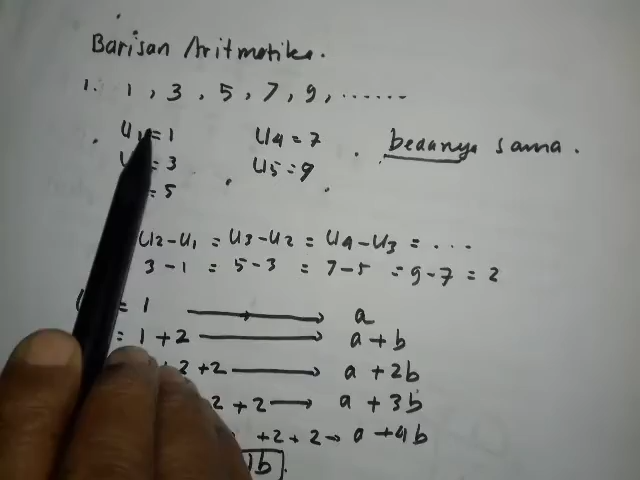 Barisan Aritmatika.
1. 1, 3, 5, 7, 9, .......
U1 = 1 U4 = 7 bedanya sama.
= 3 U5 = 9
= 5
U2-U1 = U3-U2 = U4-U3 = ...
3-1 = 5-3 = 7-5 = 9-7 = 2
= 1 → a
= 1+2 → a+b
+2 → a+2b
2+2 → a+3b
+2+2 → a+4b